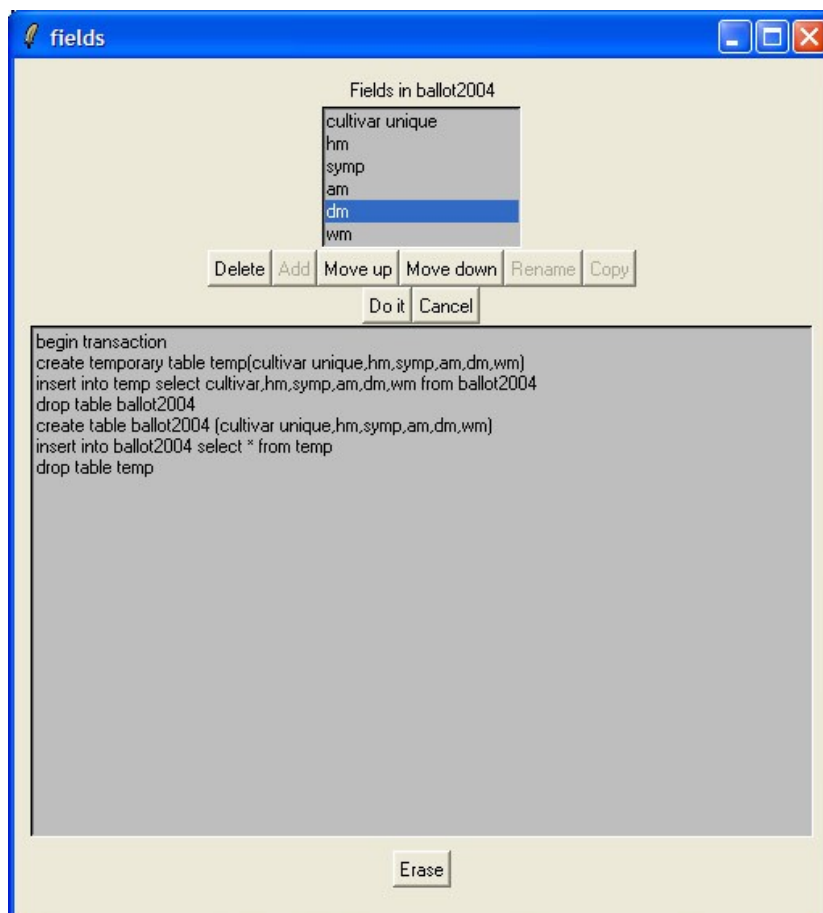 fields
Fields in ballot2004
cultivar unique
hm
symp
am
dm
wm
Delete Add Move up Move down Rename Copy
Do it Cancel
begin transaction
create temporary table temp(cultivar unique,hm,symp,am,dm,wm)
insert into temp select cultivar,hm,symp,am,dm,wm from ballot2004
drop table ballot2004
create table ballot2004 (cultivar unique,hm,symp,am,dm,wm)
insert into ballot2004 select * from temp
drop table temp
Erase